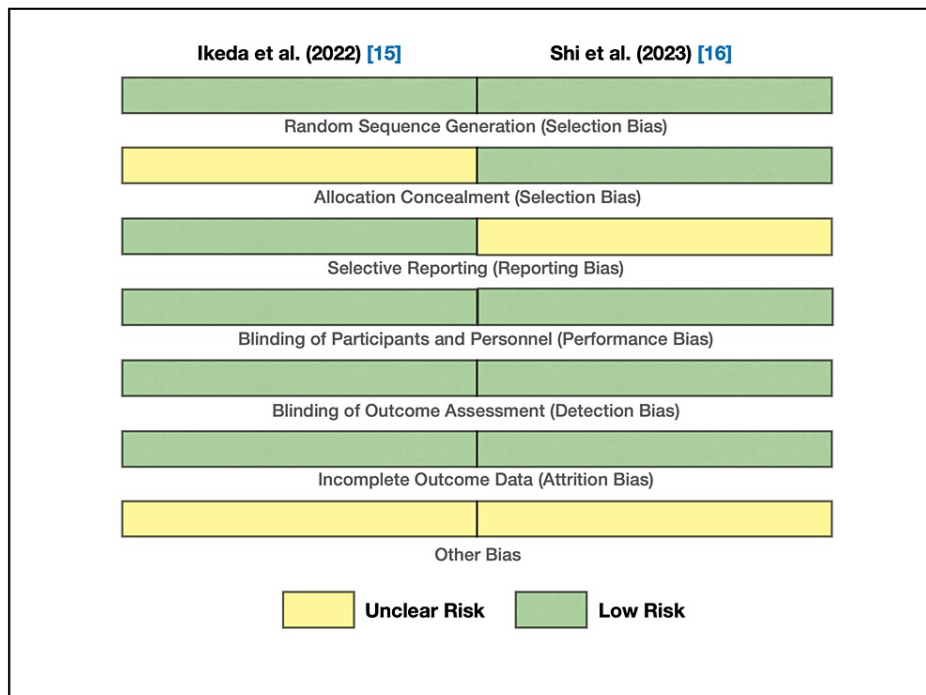 Ikeda et al. (2022) [15] Shi et al. (2023) [16]
Random Sequence Generation (Selection Bias)
Allocation Concealment (Selection Bias)
Selective Reporting (Reporting Bias)
Blinding of Participants and Personnel (Performance Bias)
Blinding of Outcome Assessment (Detection Bias)
Incomplete Outcome Data (Attrition Bias)
Other Bias
Unclear Risk Low Risk